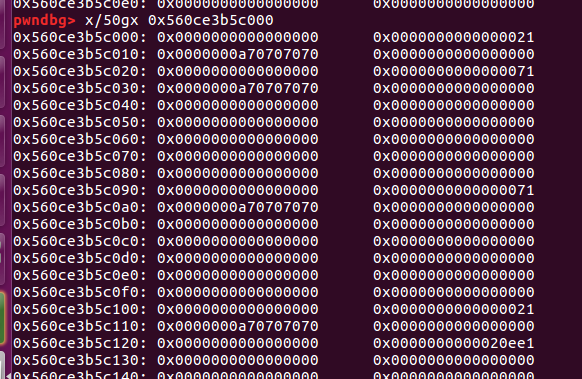 0x560ce3b5c0e0: 0x0000000000000000 0x0000000000000000
pwndbg> x/50gx 0x560ce3b5c000
0x560ce3b5c000: 0x0000000000000000 0x0000000000000021
0x560ce3b5c010: 0x0000000a70707070 0x0000000000000000
0x560ce3b5c020: 0x0000000000000000 0x0000000000000071
0x560ce3b5c030: 0x0000000a70707070 0x0000000000000000
0x560ce3b5c040: 0x0000000000000000 0x0000000000000000
0x560ce3b5c050: 0x0000000000000000 0x0000000000000000
0x560ce3b5c060: 0x0000000000000000 0x0000000000000000
0x560ce3b5c070: 0x0000000000000000 0x0000000000000000
0x560ce3b5c080: 0x0000000000000000 0x0000000000000000
0x560ce3b5c090: 0x0000000000000000 0x0000000000000071
0x560ce3b5c0a0: 0x0000000a70707070 0x0000000000000000
0x560ce3b5c0b0: 0x0000000000000000 0x0000000000000000
0x560ce3b5c0c0: 0x0000000000000000 0x0000000000000000
0x560ce3b5c0d0: 0x0000000000000000 0x0000000000000000
0x560ce3b5c0e0: 0x0000000000000000 0x0000000000000000
0x560ce3b5c0f0: 0x0000000000000000 0x0000000000000000
0x560ce3b5c100: 0x0000000000000000 0x0000000000000021
0x560ce3b5c110: 0x0000000a70707070 0x0000000000000000
0x560ce3b5c120: 0x0000000000000000 0x0000000000020ee1
0x560ce3b5c130: 0x0000000000000000 0x0000000000000000
0x560ce3b5c140: 0x0000000000000000 0x0000000000000000